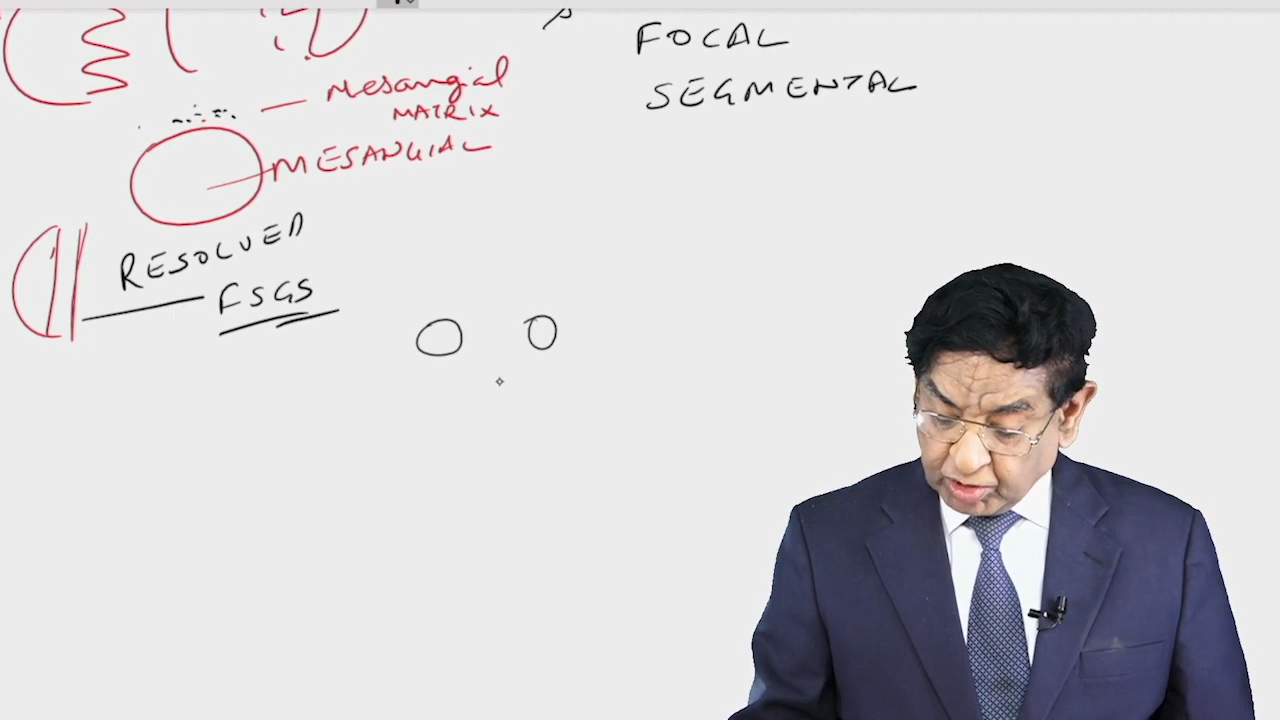 FOCAL
SEGMENTAL
Mesangial
MATRIX
MESANGIAL
RESOLVED
FSGS